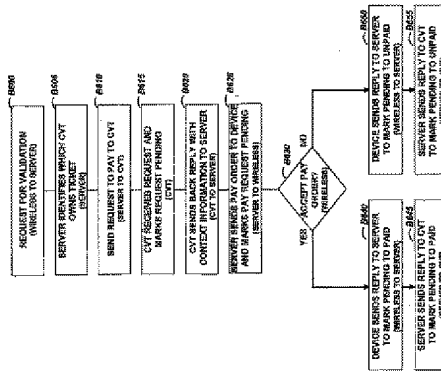 B600
REQUEST FOR VALIDATION
(WIRELESS TO SERVER)
B605
SERVER IDENTIFIES WHICH CVT
OWNS TICKET
(SERVER)
B610
SEND REQUEST TO PAY TO CVT
(SERVER TO CVT)
B615
CVT RECEIVED REQUEST AND
MARKS REQUEST PENDING
(CVT)
B620
CVT SENDS BACK REPLY WITH
CONTEXT INFORMATION TO SERVER
(CVT TO SERVER)
B625
SERVER SENDS PAY ORDER TO DEVICE
AND MARKS PAY REQUEST PENDING
(SERVER TO WIRELESS)
B630
ACCEPT PAY
ORDER?
(WIRELESS)
YES
NO
B640
DEVICE SENDS REPLY TO SERVER
TO MARK PENDING TO PAID
(WIRELESS TO SERVER)
B645
SERVER SENDS REPLY TO CVT
TO MARK PENDING TO PAID
B650
DEVICE SENDS REPLY TO SERVER
TO MARK PENDING TO UNPAID
(WIRELESS TO SERVER)
B655
SERVER SENDS REPLY TO CVT
TO MARK PENDING TO UNPAID